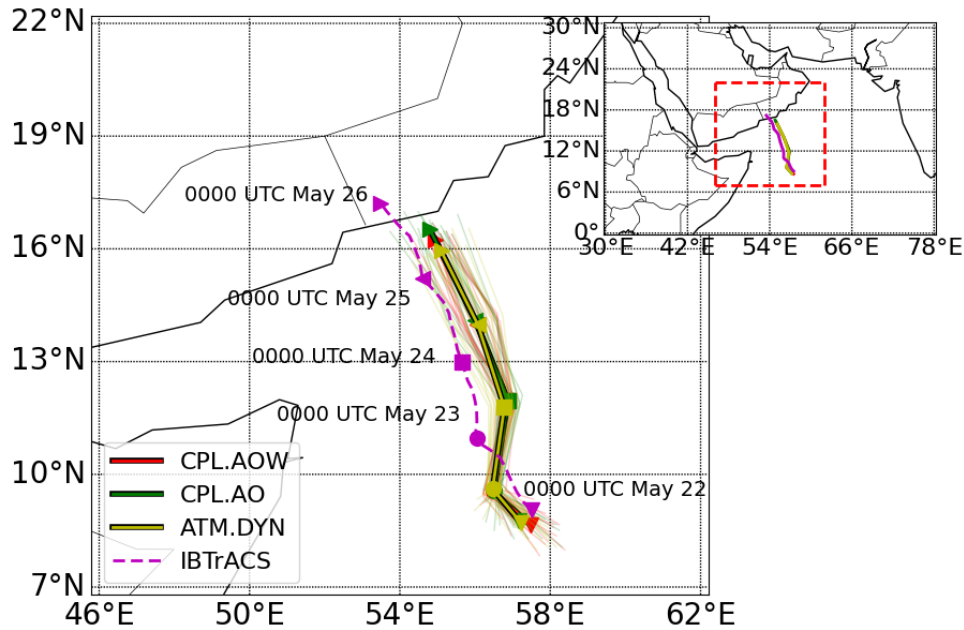 22°N
19°N
16°N
13°N
10°N
7°N
46°E 50°E 54°E 58°E 62°E
0000 UTC May 26
0000 UTC May 25
0000 UTC May 24
0000 UTC May 23
0000 UTC May 22
CPL.AOW
CPL.AO
ATM.DYN
IBTrACS
30°N
24°N
18°N
12°N
6°N
0°
30°E 42°E 54°E 66°E 78°E